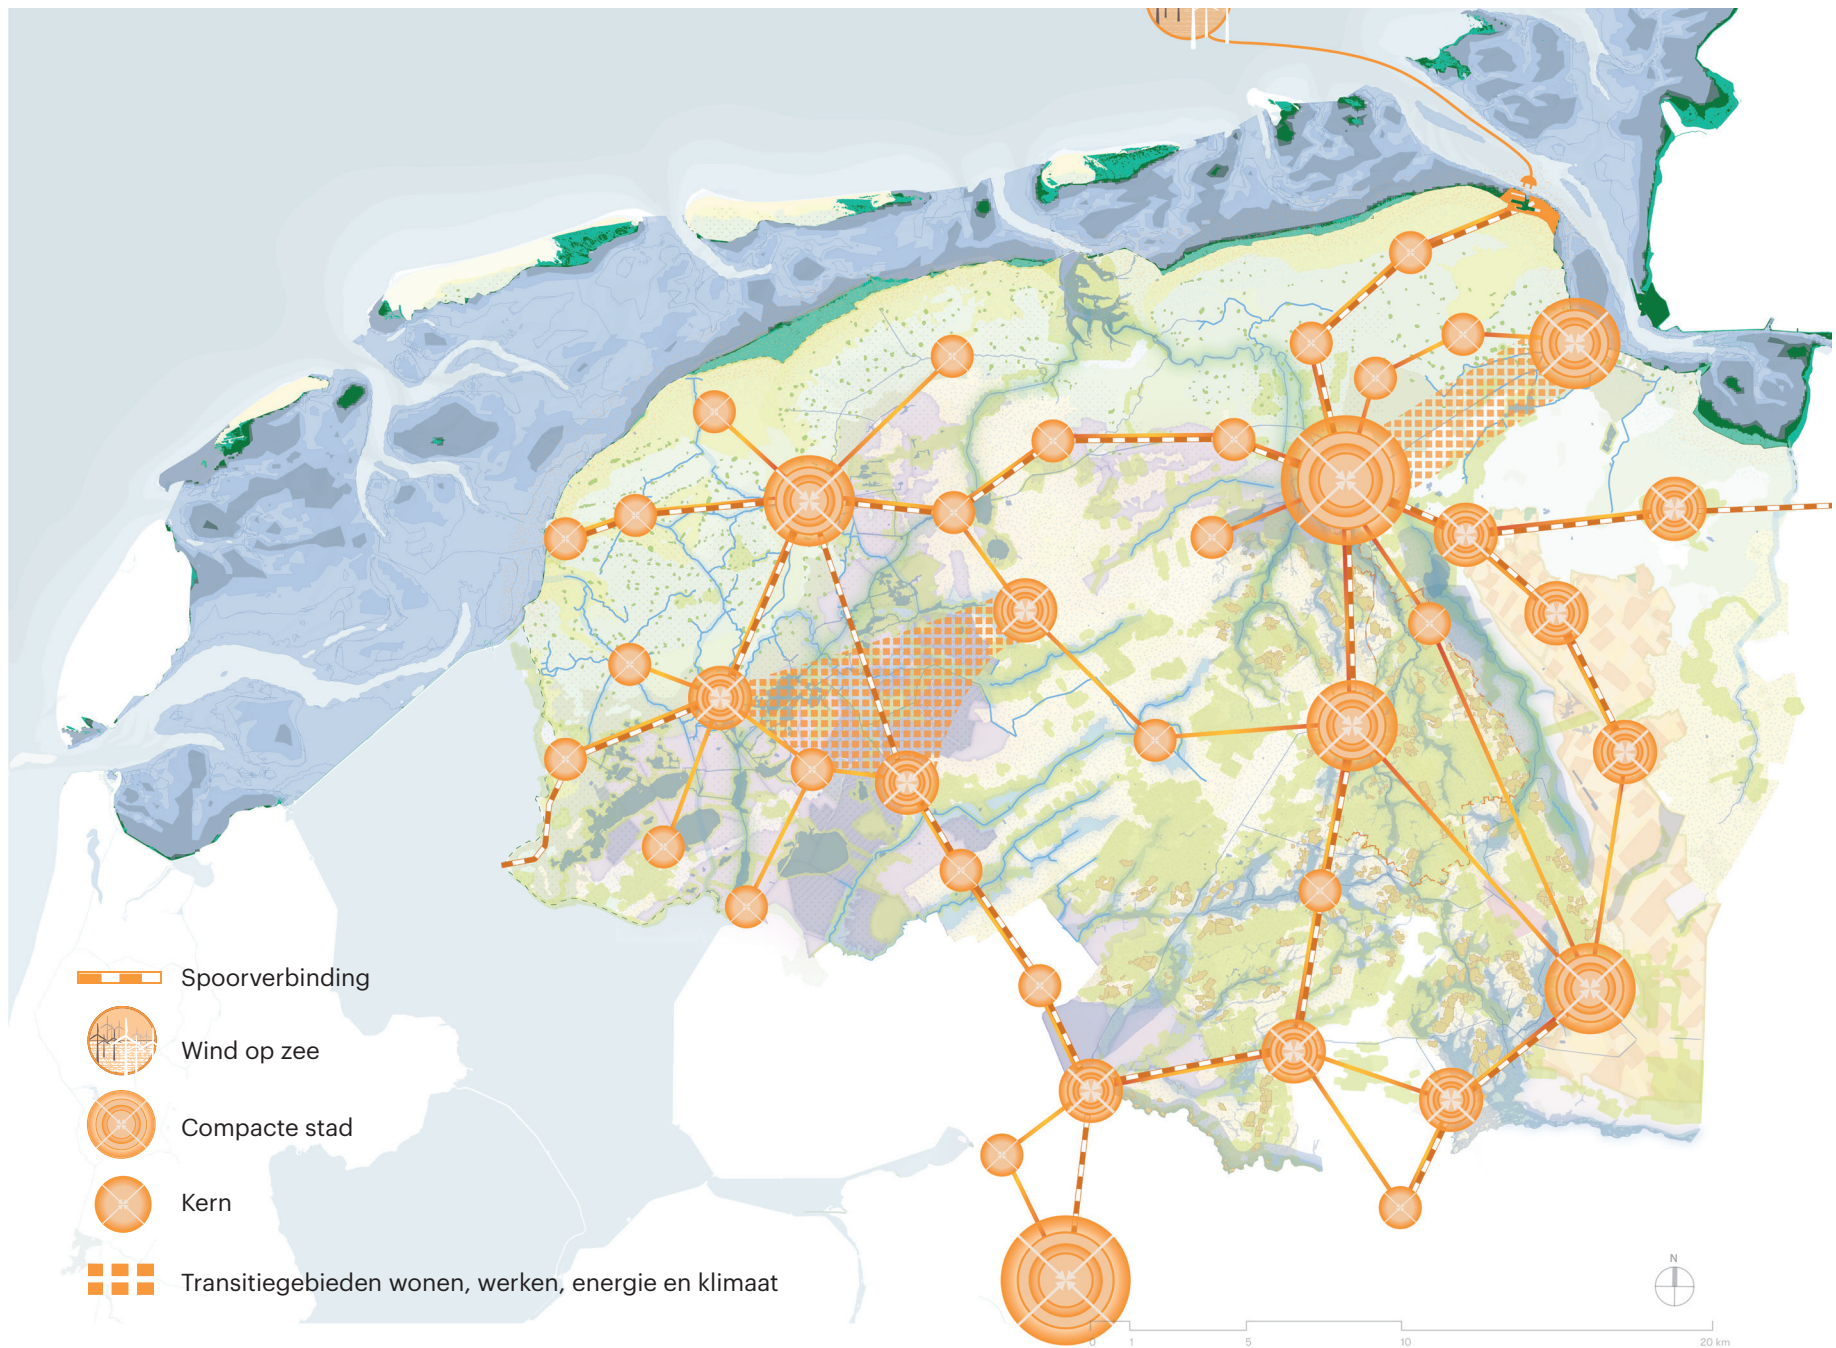 Spoorverbinding
Wind op zee
Compacte stad
Kern
Transitiegebieden wonen, werken, energie en klimaat
N
0 1 5 10 20 km